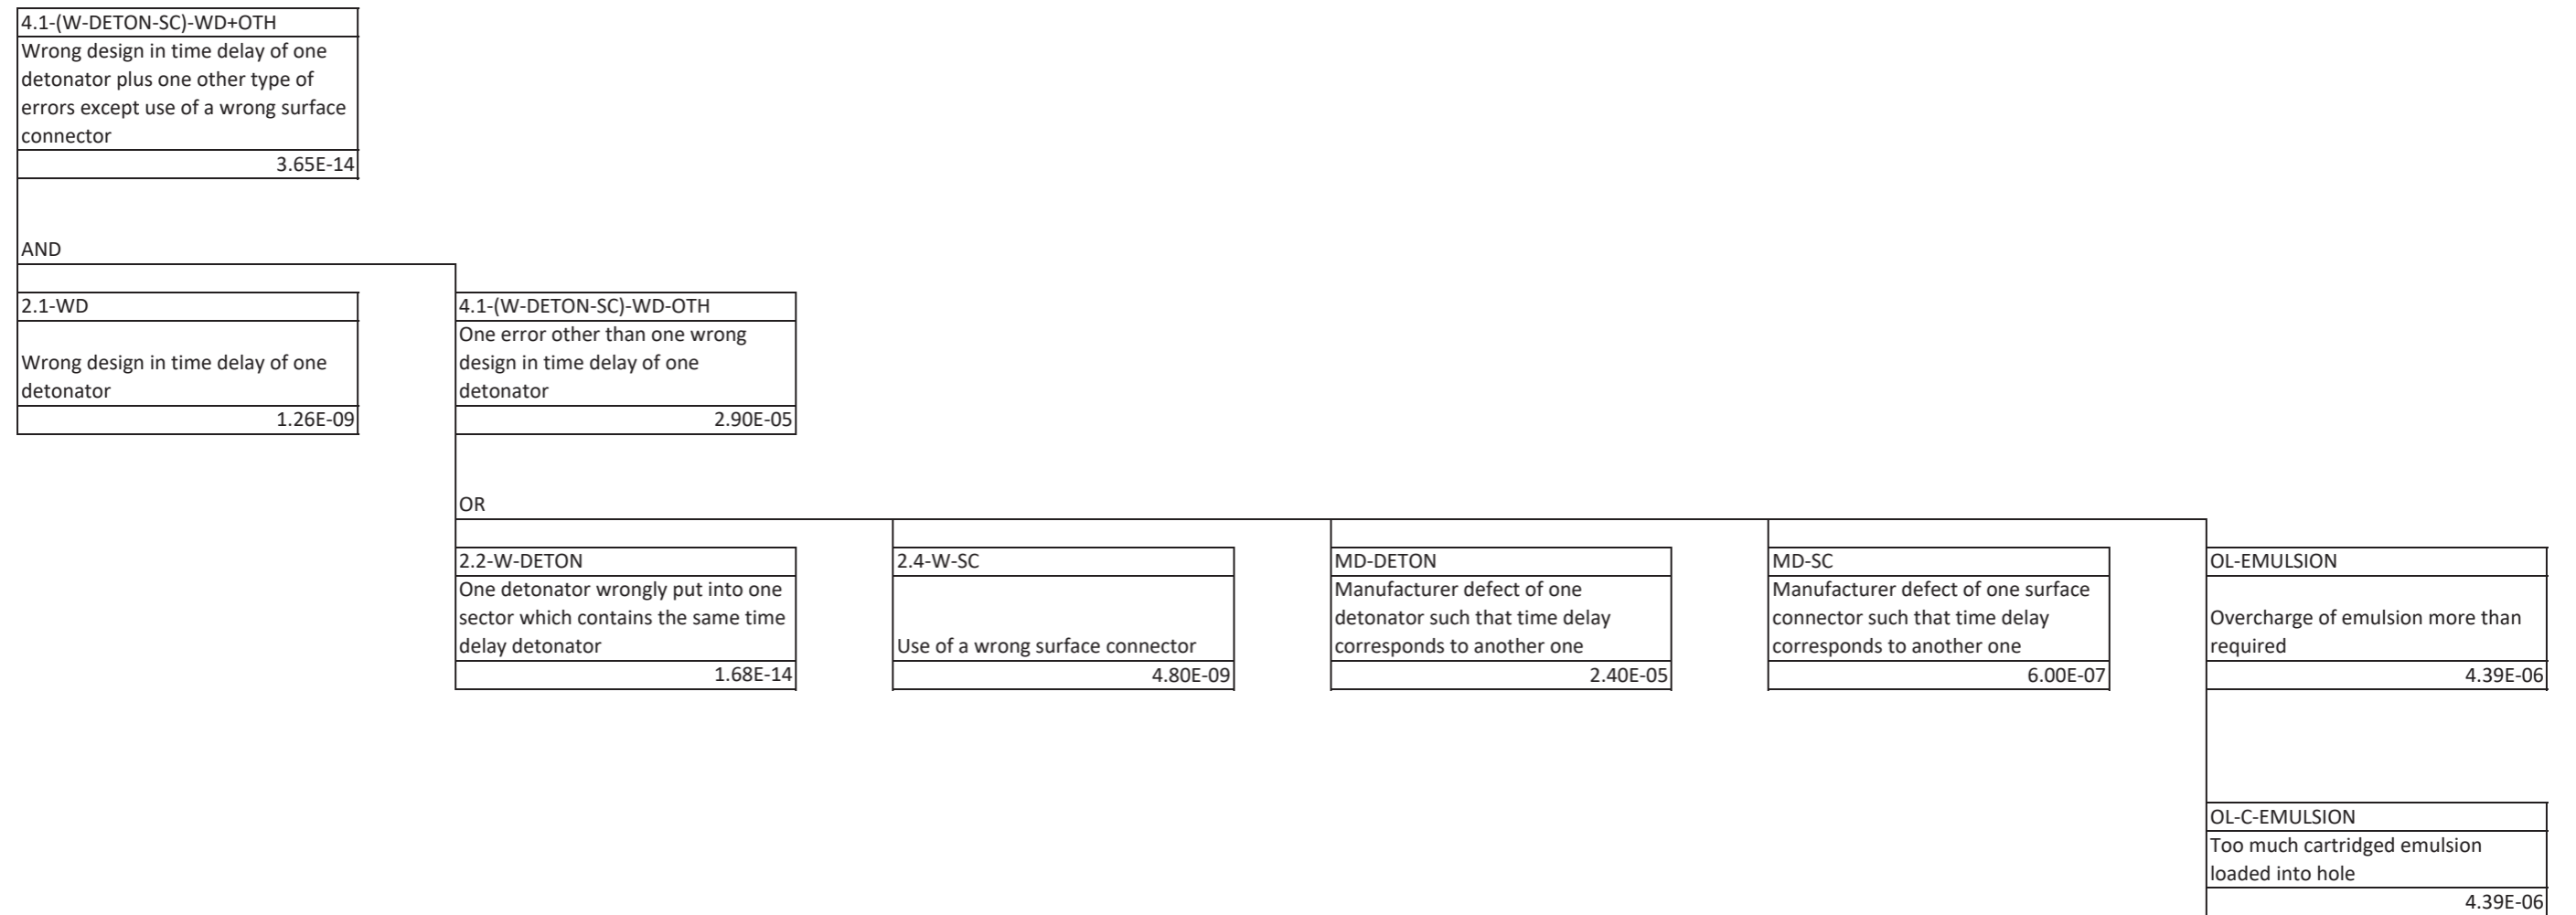 4.1-(W-DETON-SC)-WD+OTH
Wrong design in time delay of one
detonator plus one other type of
errors except use of a wrong surface
connector
3.65E-14
AND
2.1-WD
Wrong design in time delay of one
detonator
1.26E-09
4.1-(W-DETON-SC)-WD-OTH
One error other than one wrong
design in time delay of one
detonator
2.90E-05
OR
2.2-W-DETON
One detonator wrongly put into one
sector which contains the same time
delay detonator
1.68E-14
2.4-W-SC
Use of a wrong surface connector
4.80E-09
MD-DETON
Manufacturer defect of one
detonator such that time delay
corresponds to another one
2.40E-05
MD-SC
Manufacturer defect of one surface
connector such that time delay
corresponds to another one
6.00E-07
OL-EMULSION
Overcharge of emulsion more than
required
4.39E-06
OL-C-EMULSION
Too much cartridged emulsion
loaded into hole
4.39E-06